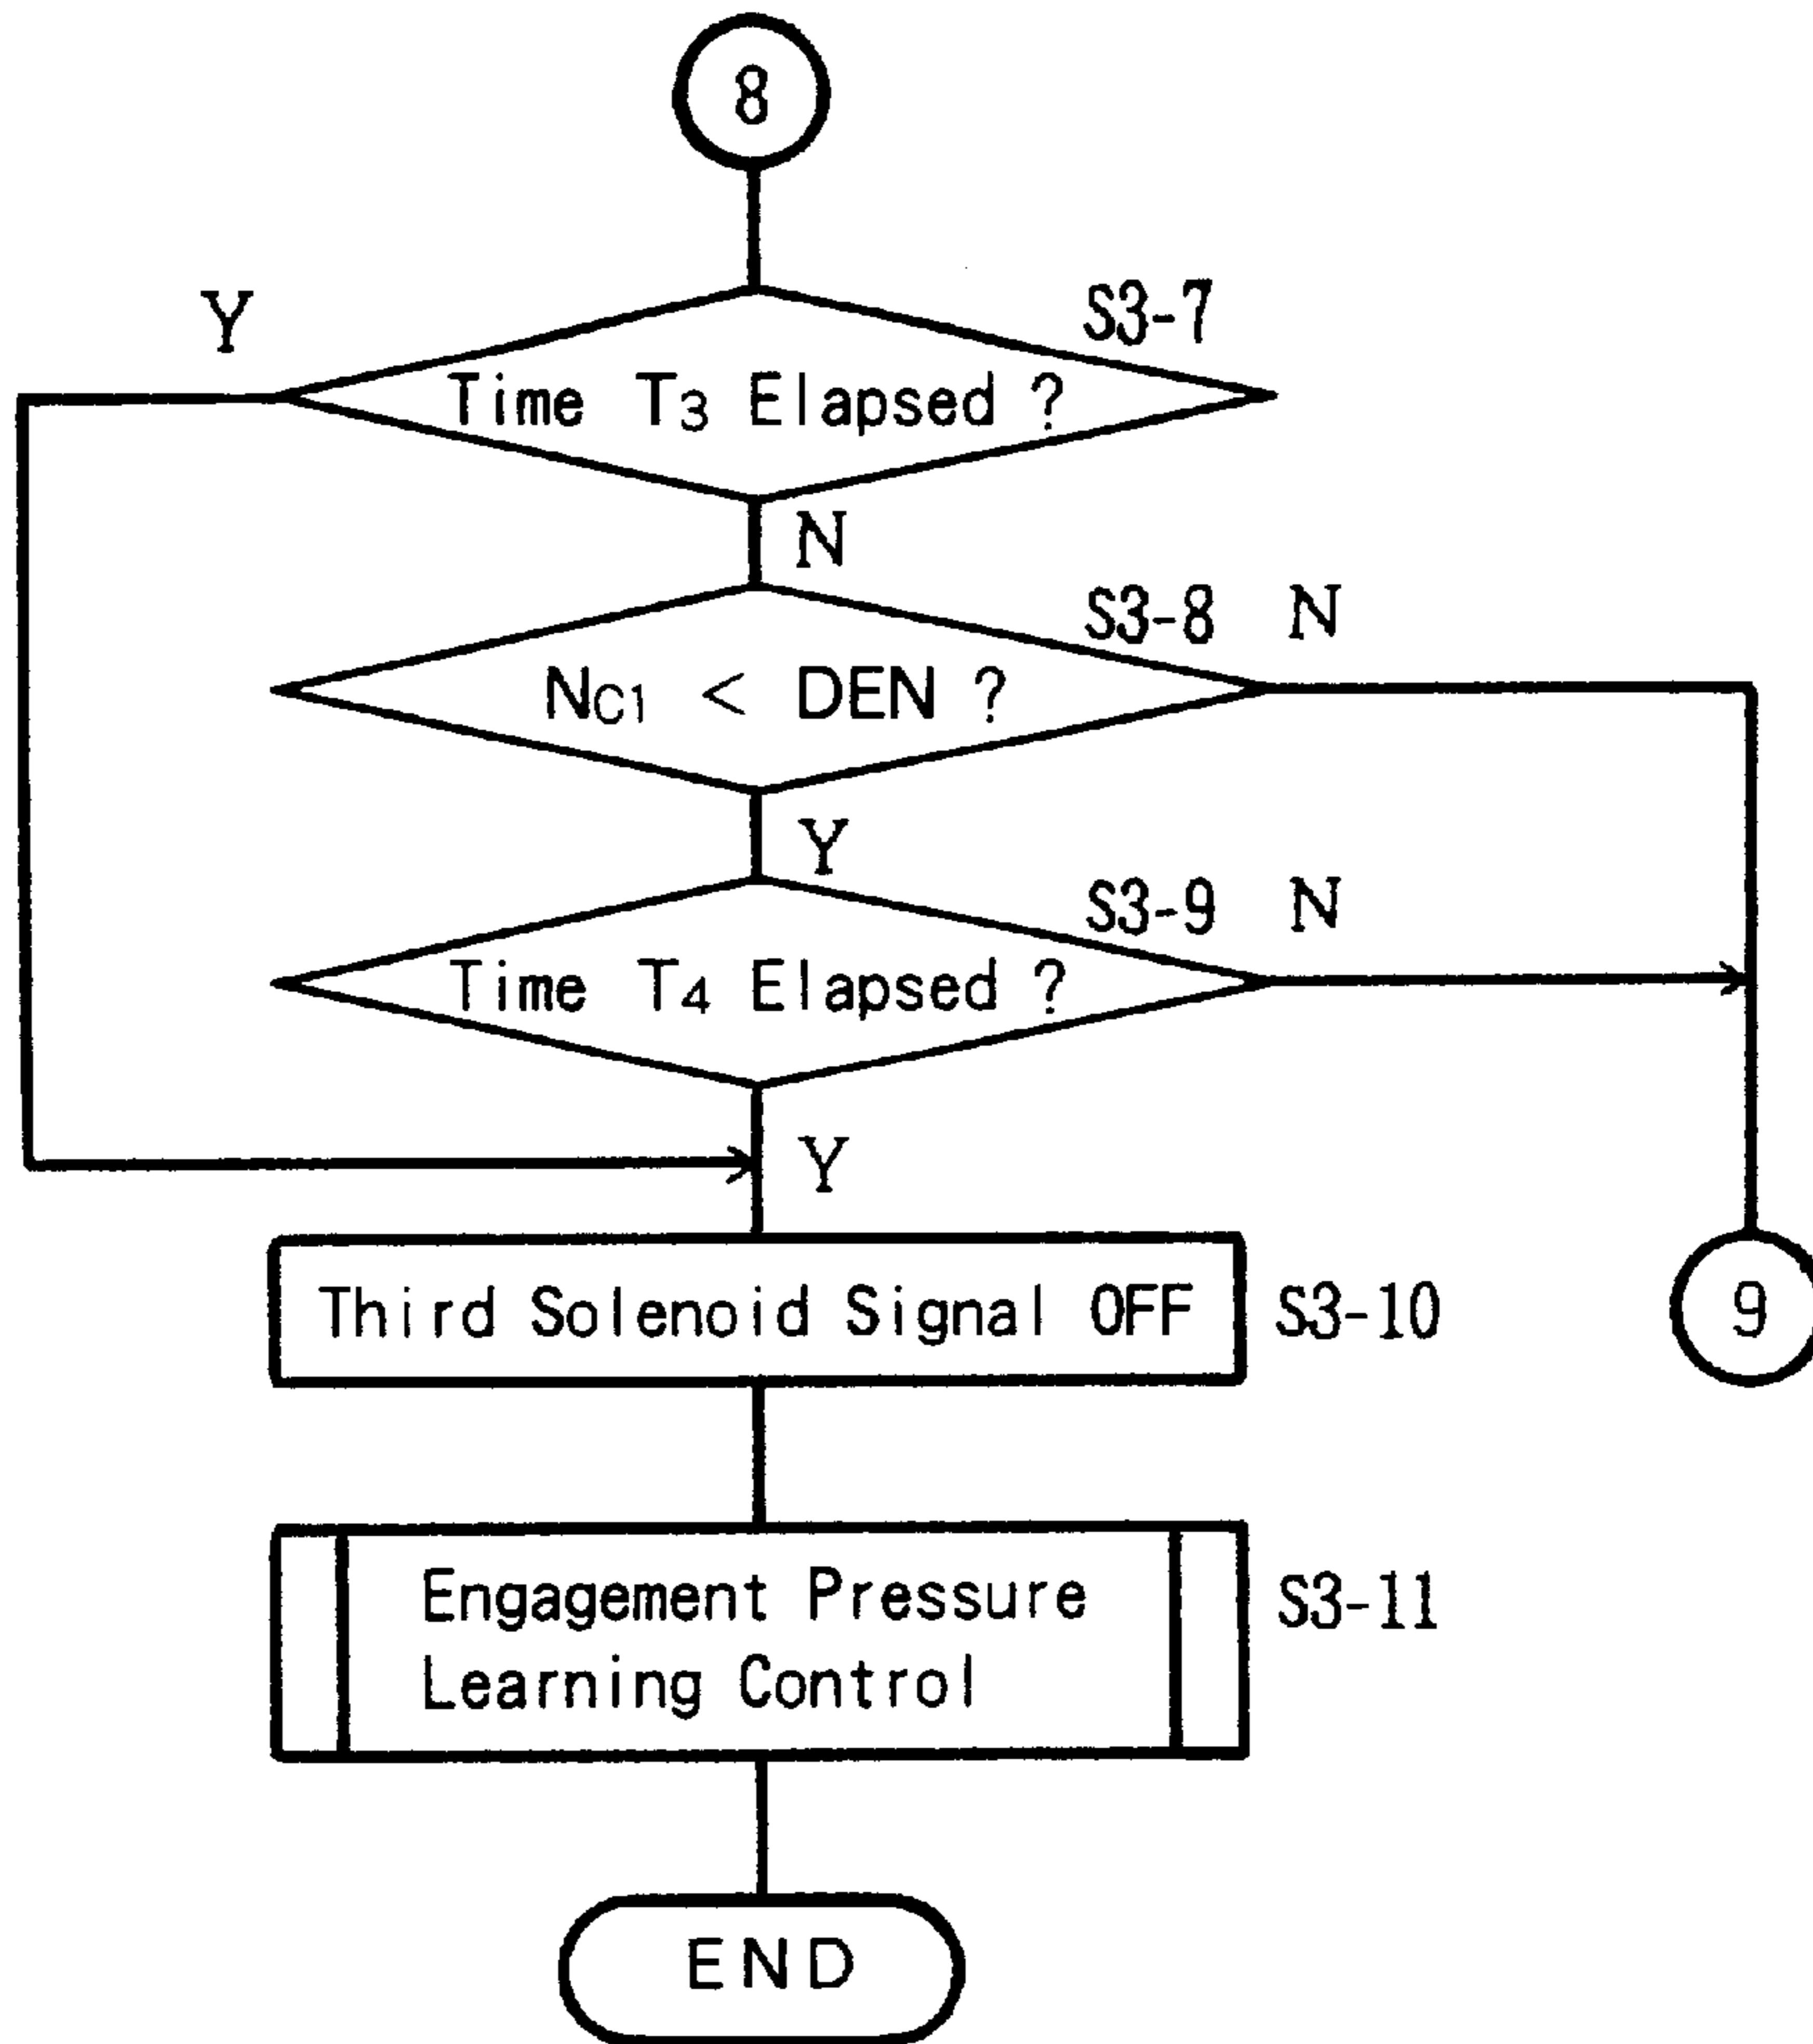 8
Y
S3-7
Time T3 Elapsed ?
N
S3-8 N
NC1 < DEN ?
Y
S3-9 N
Time T4 Elapsed ?
Y
Third Solenoid Signal OFF
S3-10
9
Engagement Pressure
Learning Control
S3-11
END